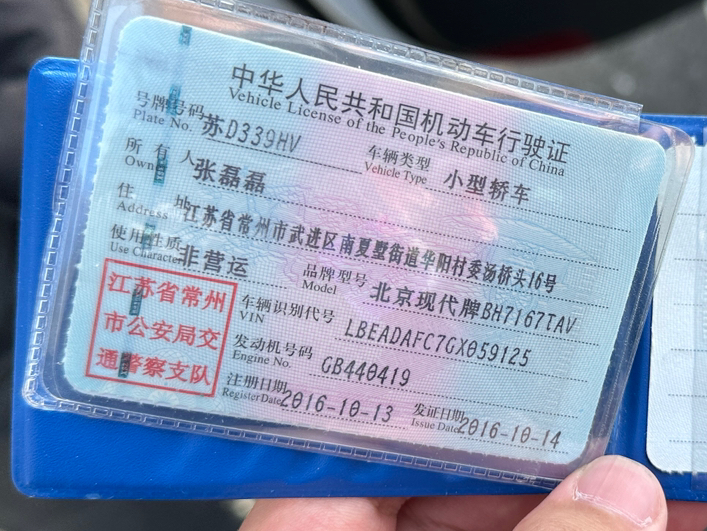 中华人民共和国机动车行驶证
Vehicle License of the People's Republic of China
号牌号码 苏D339HV 车辆类型 小型轿车
Plate No. Vehicle Type
所有人 张磊磊
Owner
住址 江苏省常州市武进区南夏墅街道华阳村委汤桥头16号
Address
使用性质 非营运 品牌型号 北京现代牌BH7167TAV
Use Character Model
江苏省常州
市公安局交
通警察支队
车辆识别代号 LBEADAFC7GX059125
VIN
发动机号码 GB440419
Engine No.
注册日期 2016-10-13 发证日期 2016-10-14
Register Date Issue Date